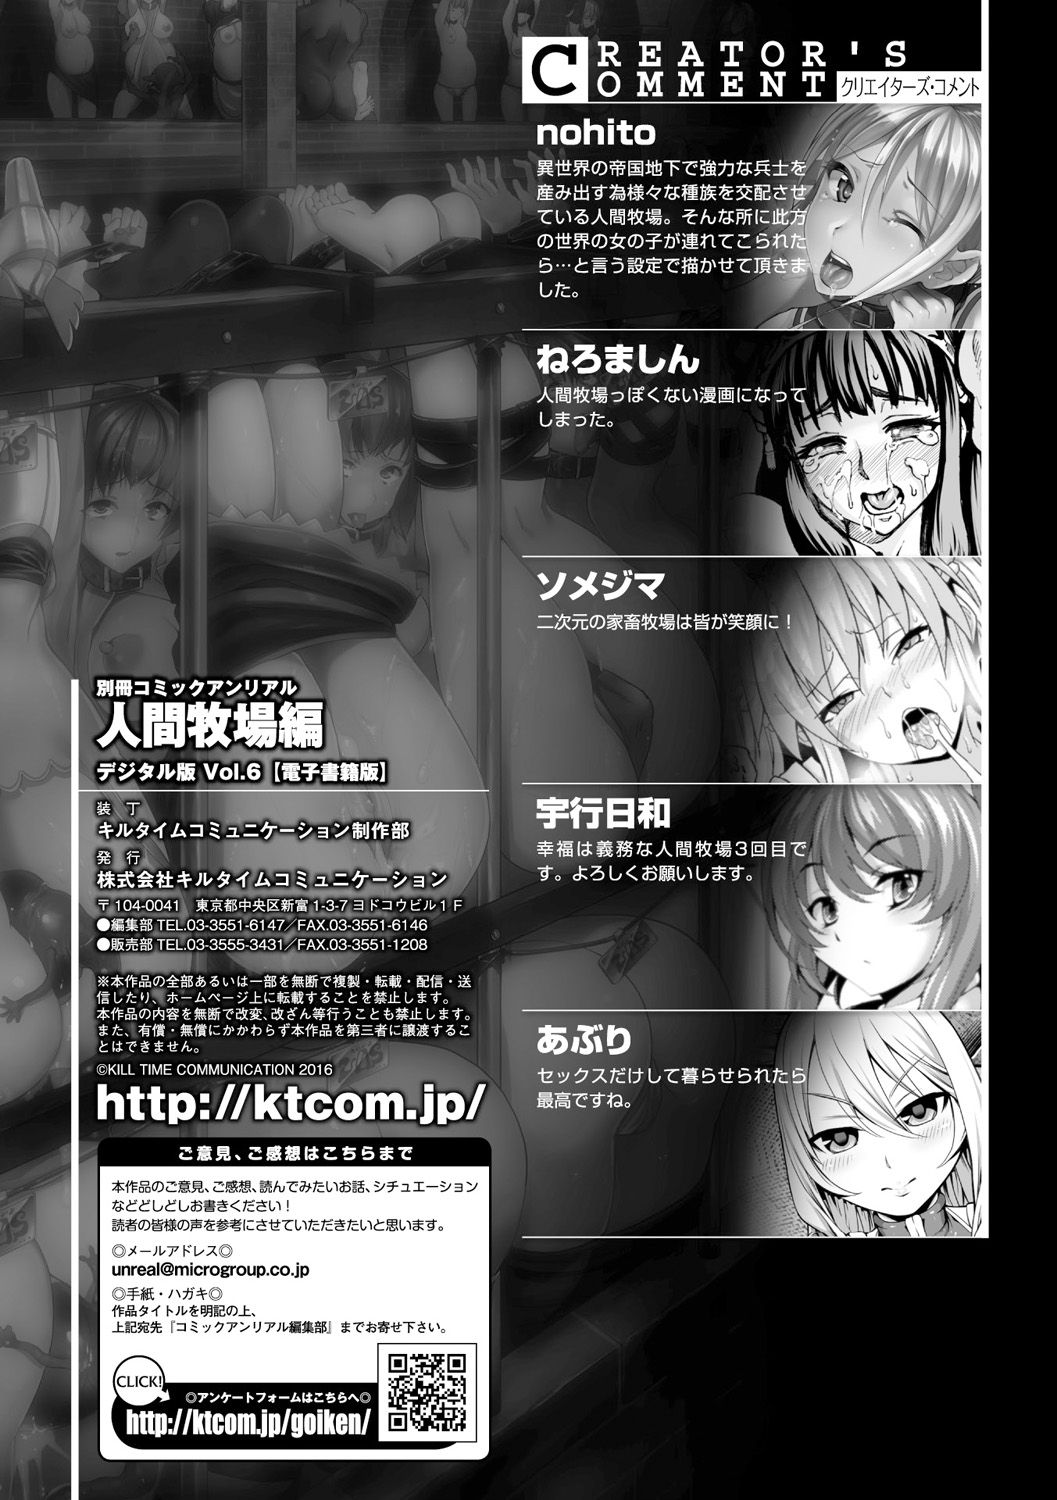 CREATOR'S
COMMENT
クリエイターズ・コメント
nohito
異世界の帝国地下で強力な兵士を
産み出す為様々な種族を交配させ
ている人間牧場。そんな所に此方
の世界の女の子が連れてこられた
ら…と言う設定で描かせて頂きま
した。
ねろましん
人間牧場っぽくない漫画になって
しまった。
ソメジマ
二次元の家畜牧場は皆が笑顔に！
宇行日和
幸福は義務な人間牧場3回目で
す。よろしくお願いします。
あぶり
セックスだけして暮らせられたら
最高ですね。
別冊コミックアンリアル
人間牧場編
デジタル版 Vol.6【電子書籍版】
装　丁
キルタイムコミュニケーション制作部
発　行
株式会社キルタイムコミュニケーション
〒104-0041　東京都中央区新富1-3-7 ヨドコウビル1F
●編集部 TEL.03-3551-6147／FAX.03-3551-6146
●販売部 TEL.03-3555-3431／FAX.03-3551-1208
※本作品の全部あるいは一部を無断で複製・転載・配信・送
信したり、ホームページ上に転載することを禁止します。
本作品の内容を無断で改変、改ざん等行うことも禁止します。
また、有償・無償にかかわらず本作品を第三者に譲渡するこ
とはできません。
©KILL TIME COMMUNICATION 2016
http://ktcom.jp/
ご意見、ご感想はこちらまで
本作品のご意見、ご感想、読んでみたいお話、シチュエーション
などどしどしお書きください！
読者の皆様の声を参考にさせていただきたいと思います。
◎メールアドレス◎
unreal@microgroup.co.jp
◎手紙・ハガキ◎
作品タイトルを明記の上、
上記宛先『コミックアンリアル編集部』までお寄せ下さい。
CLICK!
◎アンケートフォームはこちらへ◎
http://ktcom.jp/goiken/